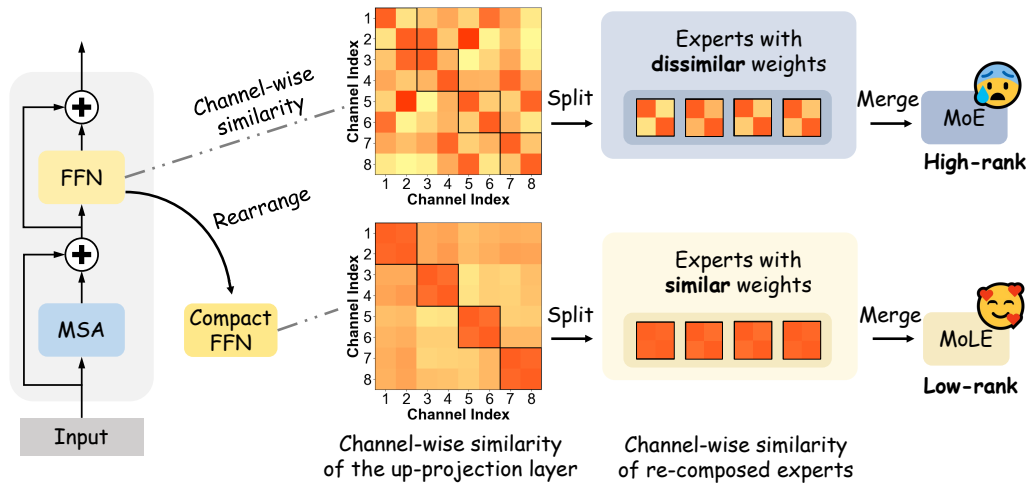 FFN
MSA
Input
Rearrange
Compact
FFN
Channel-wise
similarity
Channel Index
1
2
3
4
5
6
7
8
1 2 3 4 5 6 7 8
Channel Index
Split
Experts with
dissimilar weights
Merge
MoE
High-rank
Channel Index
1
2
3
4
5
6
7
8
1 2 3 4 5 6 7 8
Channel Index
Split
Experts with
similar weights
Merge
MoLE
Low-rank
Channel-wise similarity
of the up-projection layer
Channel-wise similarity
of re-composed experts